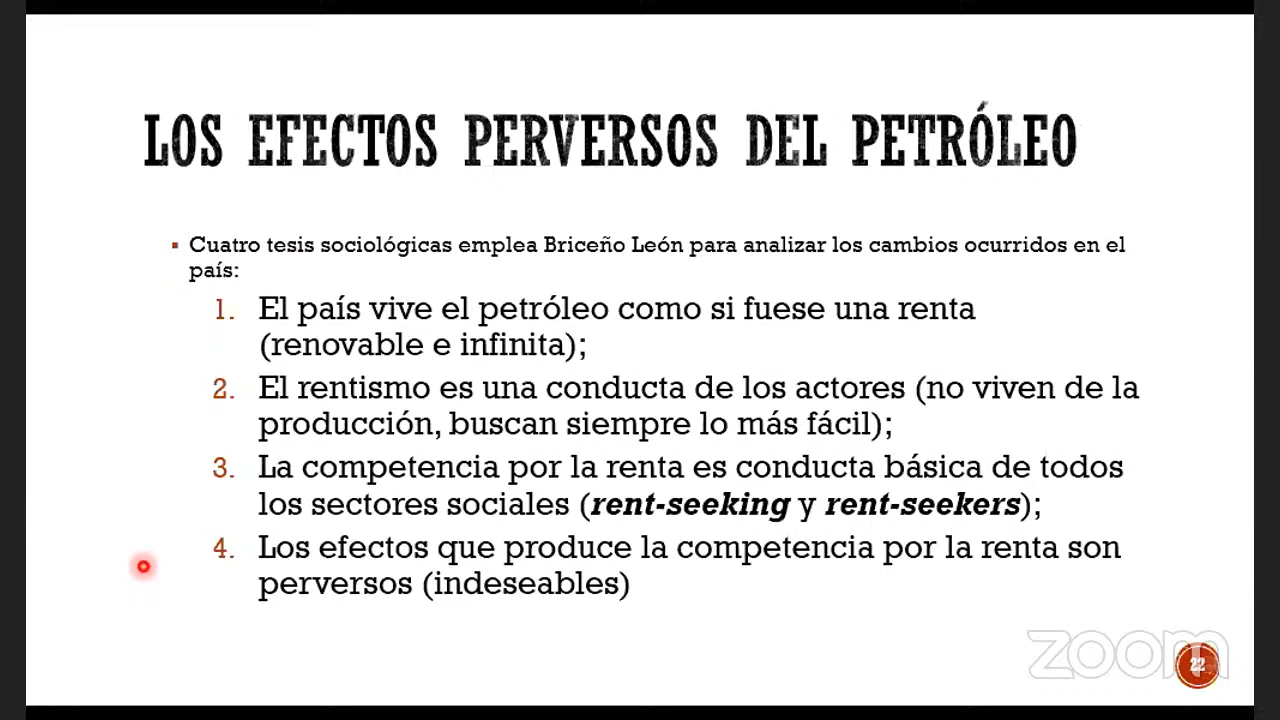 LOS EFECTOS PERVERSOS DEL PETRÓLEO
Cuatro tesis sociológicas emplea Briceño León para analizar los cambios ocurridos en el
país:
1. El país vive el petróleo como si fuese una renta
(renovable e infinita);
2. El rentismo es una conducta de los actores (no viven de la
producción, buscan siempre lo más fácil);
3. La competencia por la renta es conducta básica de todos
los sectores sociales (rent-seeking y rent-seekers);
4. Los efectos que produce la competencia por la renta son
perversos (indeseables)
zoom
22